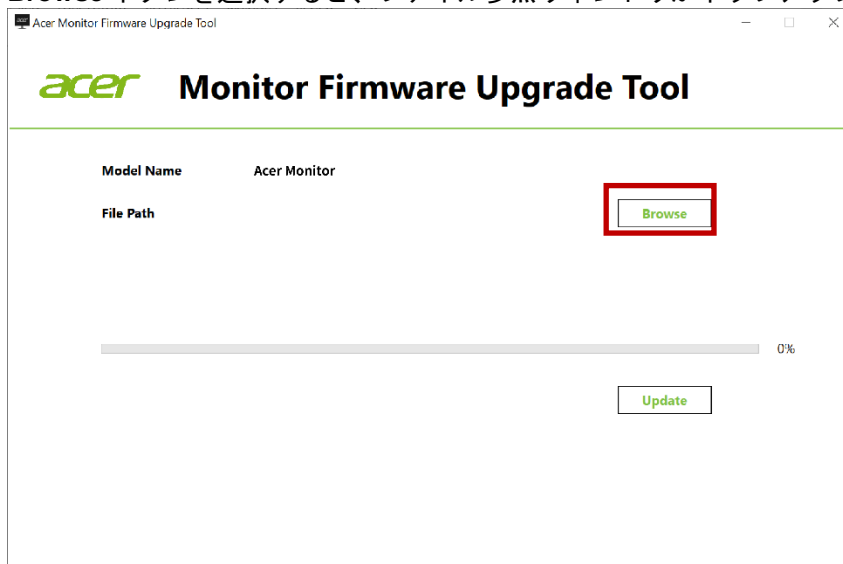 Acer Monitor Firmware Upgrade Tool
acer Monitor Firmware Upgrade Tool
Model Name Acer Monitor
File Path Browse
0%
Update